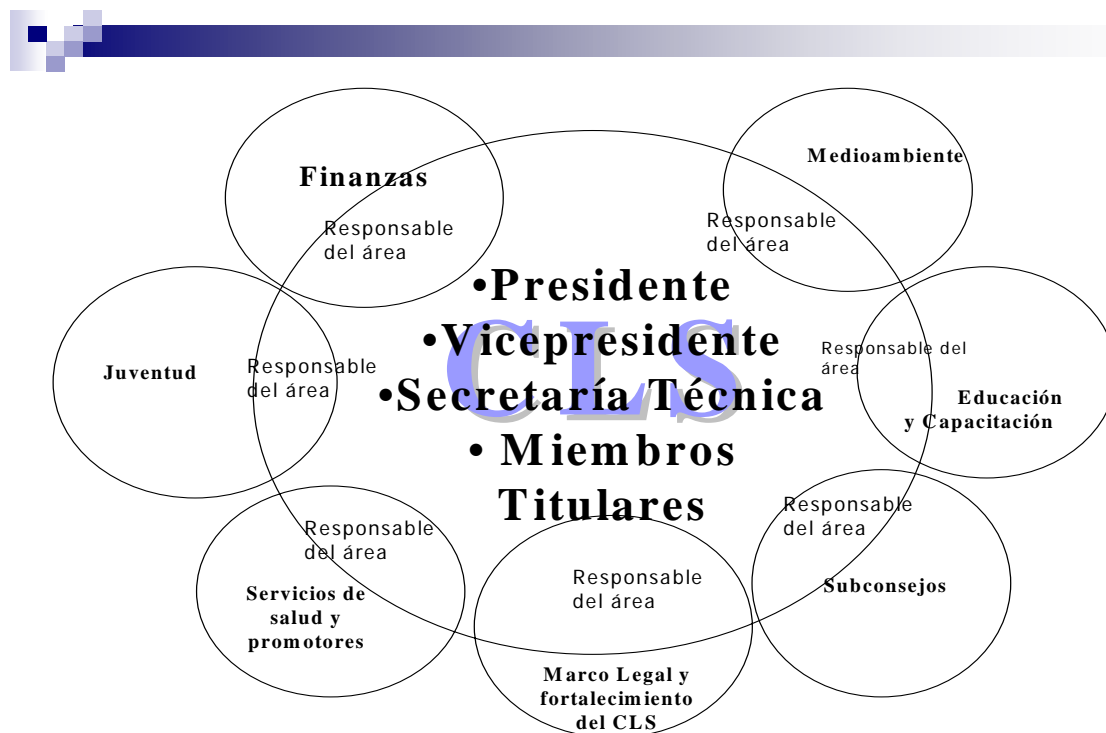 Finanzas
Responsable
del área
Medioambiente
Responsable
del área
Juventud
Responsable
del área
CLS
•Presidente
•Vicepresidente
•Secretaría Técnica
• Miembros
Titulares
Responsable del
área
Educación
y Capacitación
Responsable
del área
Servicios de
salud y
promotores
Responsable
del área
Marco Legal y
fortalecimiento
del CLS
Responsable
del área
Subconsejos